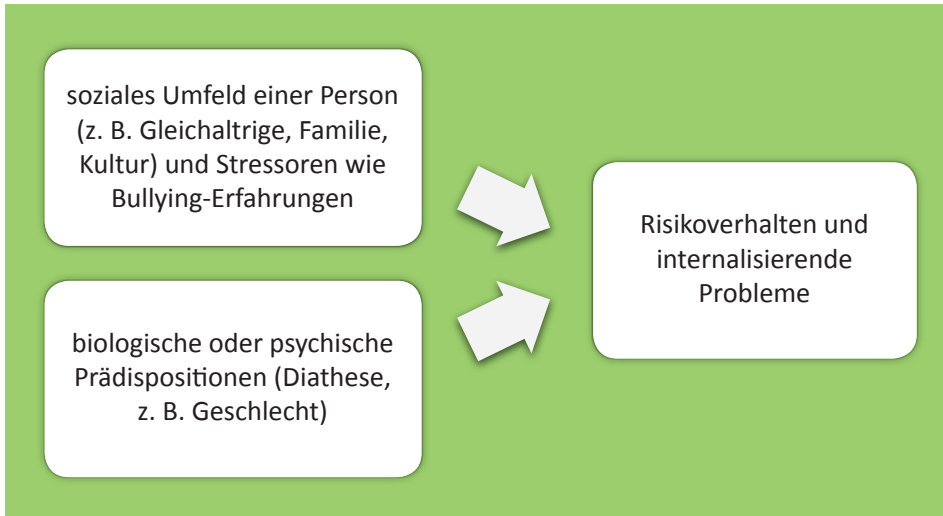 soziales Umfeld einer Person
(z. B. Gleichaltrige, Familie,
Kultur) und Stressoren wie
Bullying-Erfahrungen
biologische oder psychische
Prädispositionen (Diathese,
z. B. Geschlecht)
Risikoverhalten und
internalisierende
Probleme